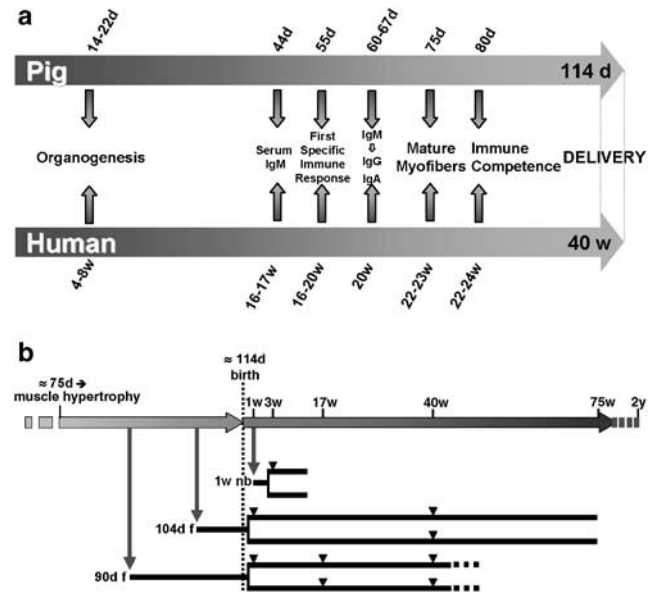 a
14-22d
44d
55d
60-67d
75d
80d
Pig
114 d
Organogenesis
Serum
IgM
First
Specific
Immune
Response
IgM
⇩
IgG
IgA
Mature
Myofibers
Immune
Competence
DELIVERY
Human
40 w
4-8w
16-17w
16-20w
20w
22-23w
22-24w
b
≈ 75d →
muscle hypertrophy
≈ 114d
birth
1w
3w
17w
40w
75w
2y
1w nb
104d f
90d f